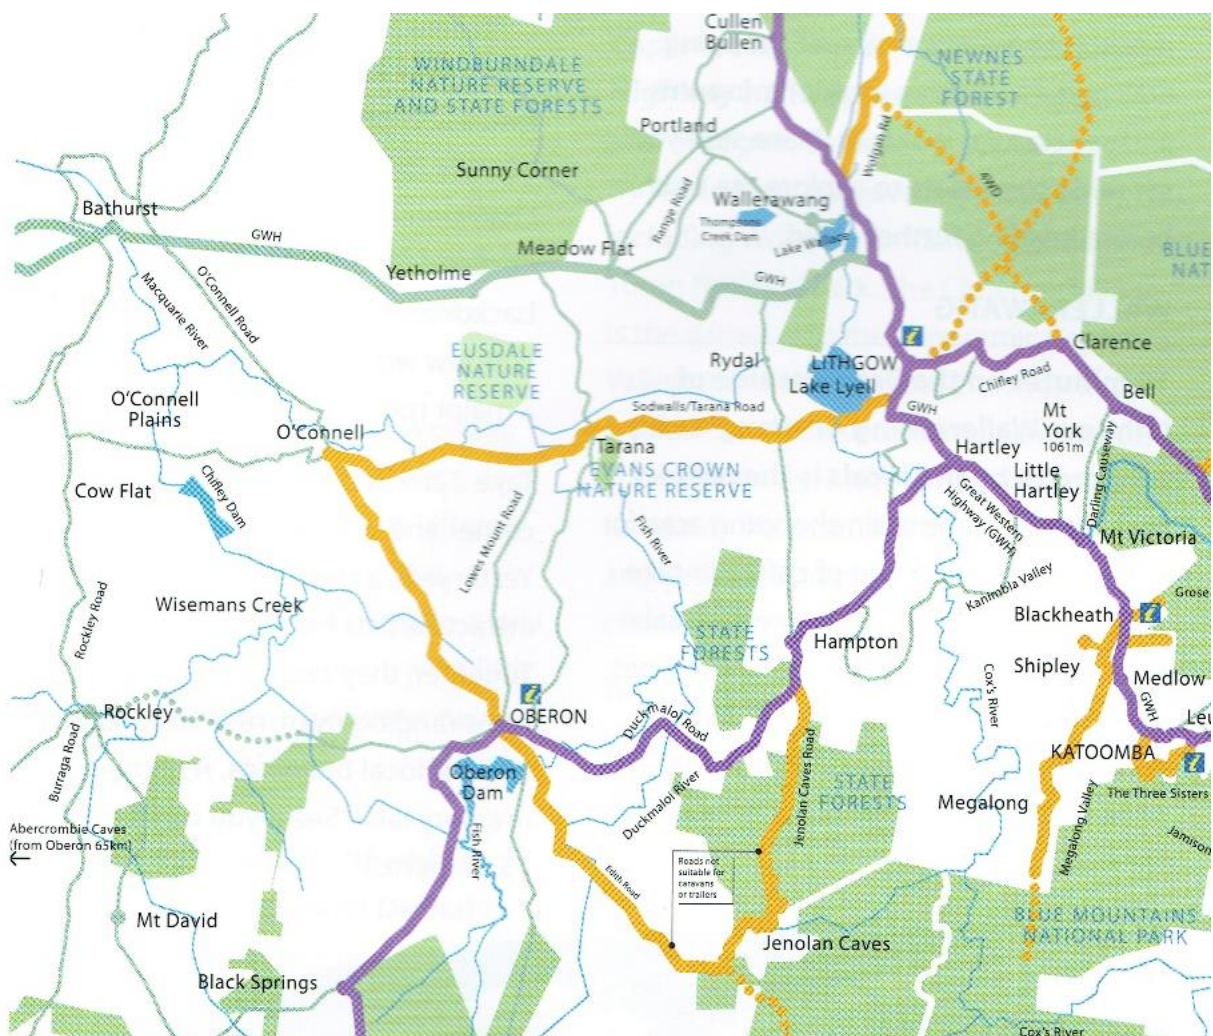 Cullen
Bullen
WINDBURNDALE
NATURE RESERVE
AND STATE FORESTS
NEWNES
STATE
FOREST
Portland
Wolgan Rd
Sunny Corner
4WD
Range Road
Wallerawang
Thompsons
Creek Dam
Lake Wallace
Bathurst
GWH
Meadow Flat
BLUE
NAT
Yetholme
GWH
O'Connell Road
Macquarie River
Clarence
EUSDALE
NATURE
RESERVE
Rydal
LITHGOW
Lake Lyell
Chifley Road
Bell
O'Connell
Plains
Sodwalls/Tarana Road
GWH
Mt
York
1061m
O'Connell
Tarana
Hartley
Little
Hartley
Darling Causeway
EVANS CROWN
NATURE RESERVE
Cow Flat
Chifley Dam
Great Western
Highway (GWH)
Lowes Mount Road
Fish River
Mt Victoria
Kanimbla Valley
Grose
Wisemans Creek
Rockley Road
Blackheath
STATE
FORESTS
Hampton
Shipley
Medlow
Cox's River
Rockley
OBERON
Duckmaloi Road
GWH
Leu
Burraga Road
KATOOMBA
Oberon
Dam
Duckmaloi River
Jenolan Caves Road
STATE
FORESTS
Megalong
The Three Sisters
Megalong Valley
Jamison
Abercrombie Caves
(from Oberon 65km)
Fish River
Edith Road
Roads not
suitable for
caravans
or trailers
Mt David
BLUE MOUNTAINS
NATIONAL PARK
Jenolan Caves
Black Springs
Cox's River